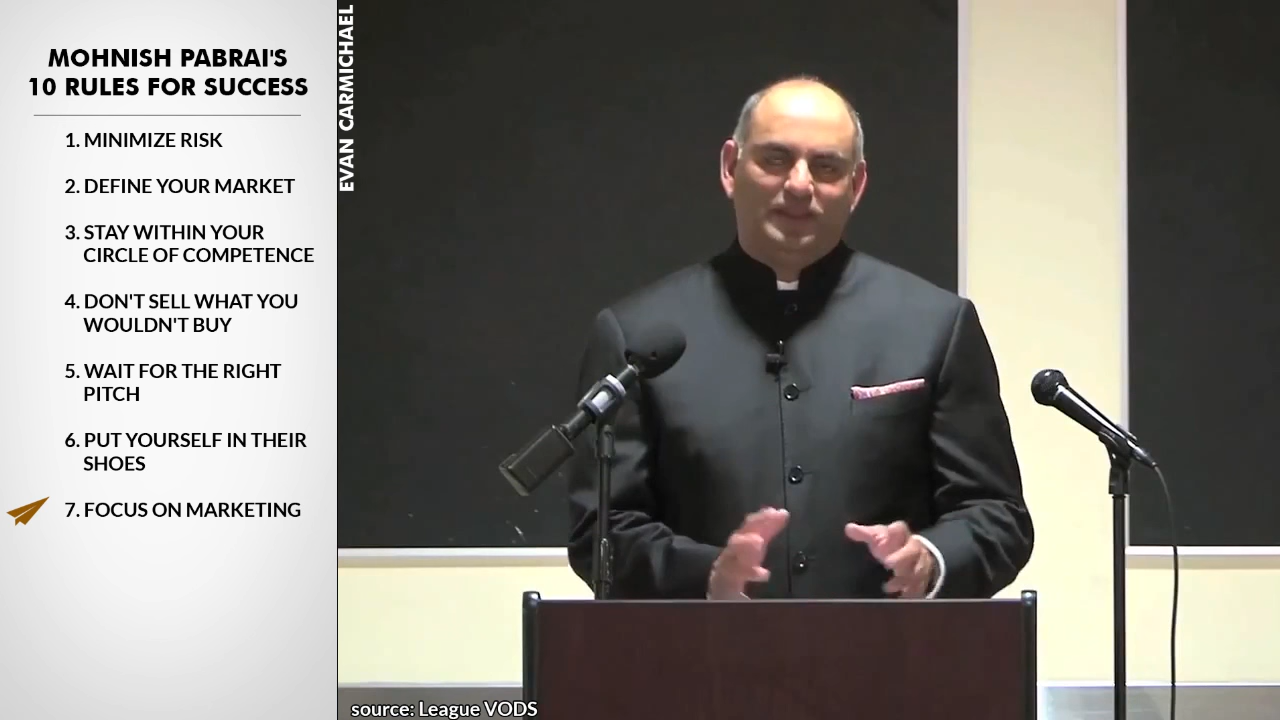 MOHNISH PABRAI'S
10 RULES FOR SUCCESS
1. MINIMIZE RISK
2. DEFINE YOUR MARKET
3. STAY WITHIN YOUR
CIRCLE OF COMPETENCE
4. DON'T SELL WHAT YOU
WOULDN'T BUY
5. WAIT FOR THE RIGHT
PITCH
6. PUT YOURSELF IN THEIR
SHOES
7. FOCUS ON MARKETING
EVAN CARMICHAEL
source: League VODS